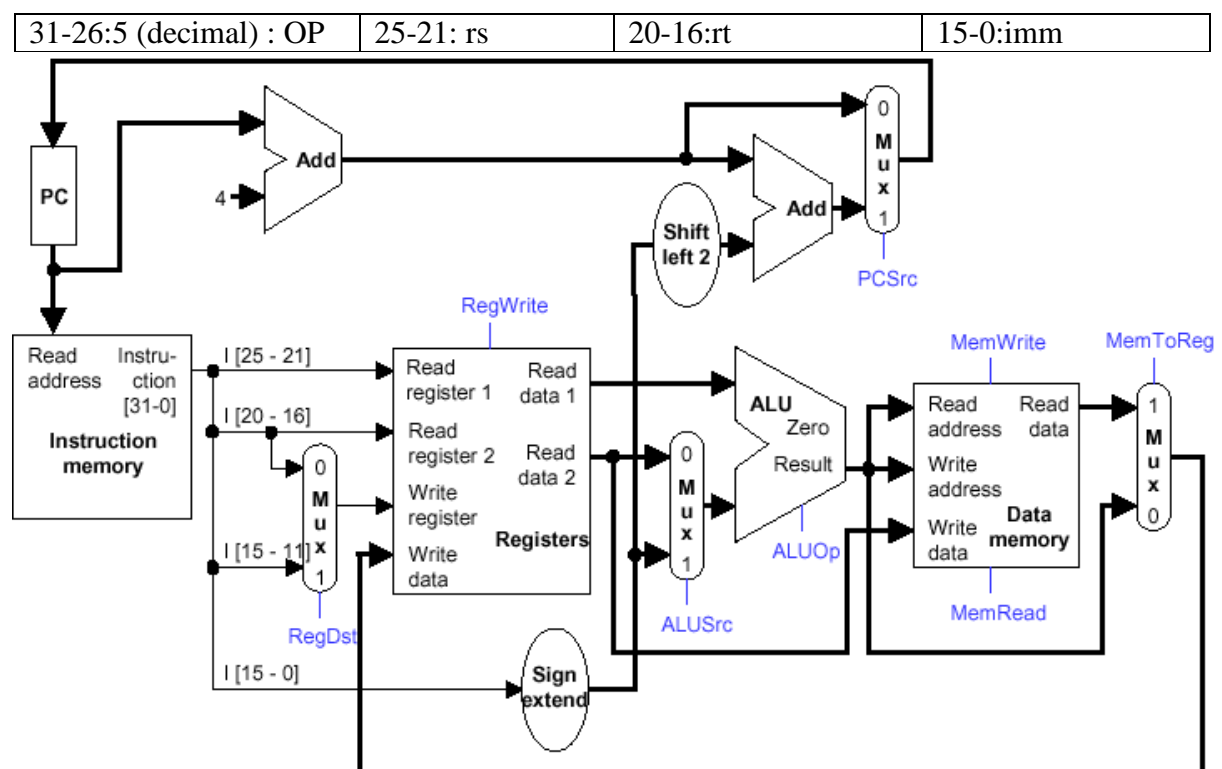 31-26:5 (decimal) : OP 25-21: rs 20-16:rt 15-0:imm
0
M
u
x
1
PCSrc
Add
4
PC
Add
Shift
left 2
RegWrite
Read
address
Instru-
ction
[31-0]
Instruction
memory
I [25 - 21]
I [20 - 16]
I [15 - 11]
I [15 - 0]
0
M
u
x
1
RegDst
Read
register 1
Read
register 2
Write
register
Write
data
Read
data 1
Read
data 2
Registers
Sign
extend
0
M
u
x
1
ALUSrc
ALU
Zero
Result
ALUOp
MemWrite
Read
address
Write
address
Write
data
Read
data
Data
memory
MemRead
MemToReg
1
M
u
x
0